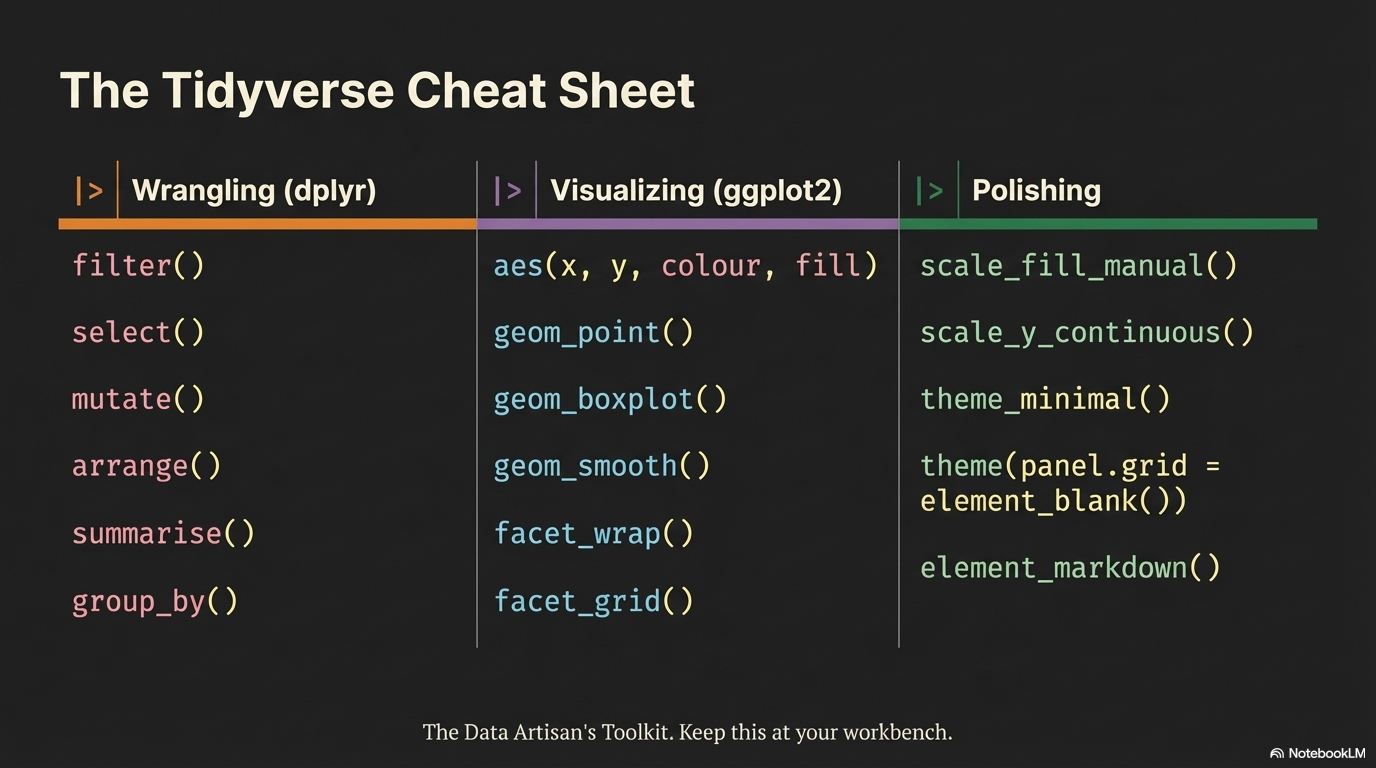 The Tidyverse Cheat Sheet
|> Wrangling (dplyr)
filter()
select()
mutate()
arrange()
summarise()
group_by()
|> Visualizing (ggplot2)
aes(x, y, colour, fill)
geom_point()
geom_boxplot()
geom_smooth()
facet_wrap()
facet_grid()
|> Polishing
scale_fill_manual()
scale_y_continuous()
theme_minimal()
theme(panel.grid =
element_blank())
element_markdown()
The Data Artisan's Toolkit. Keep this at your workbench.
NotebookLM